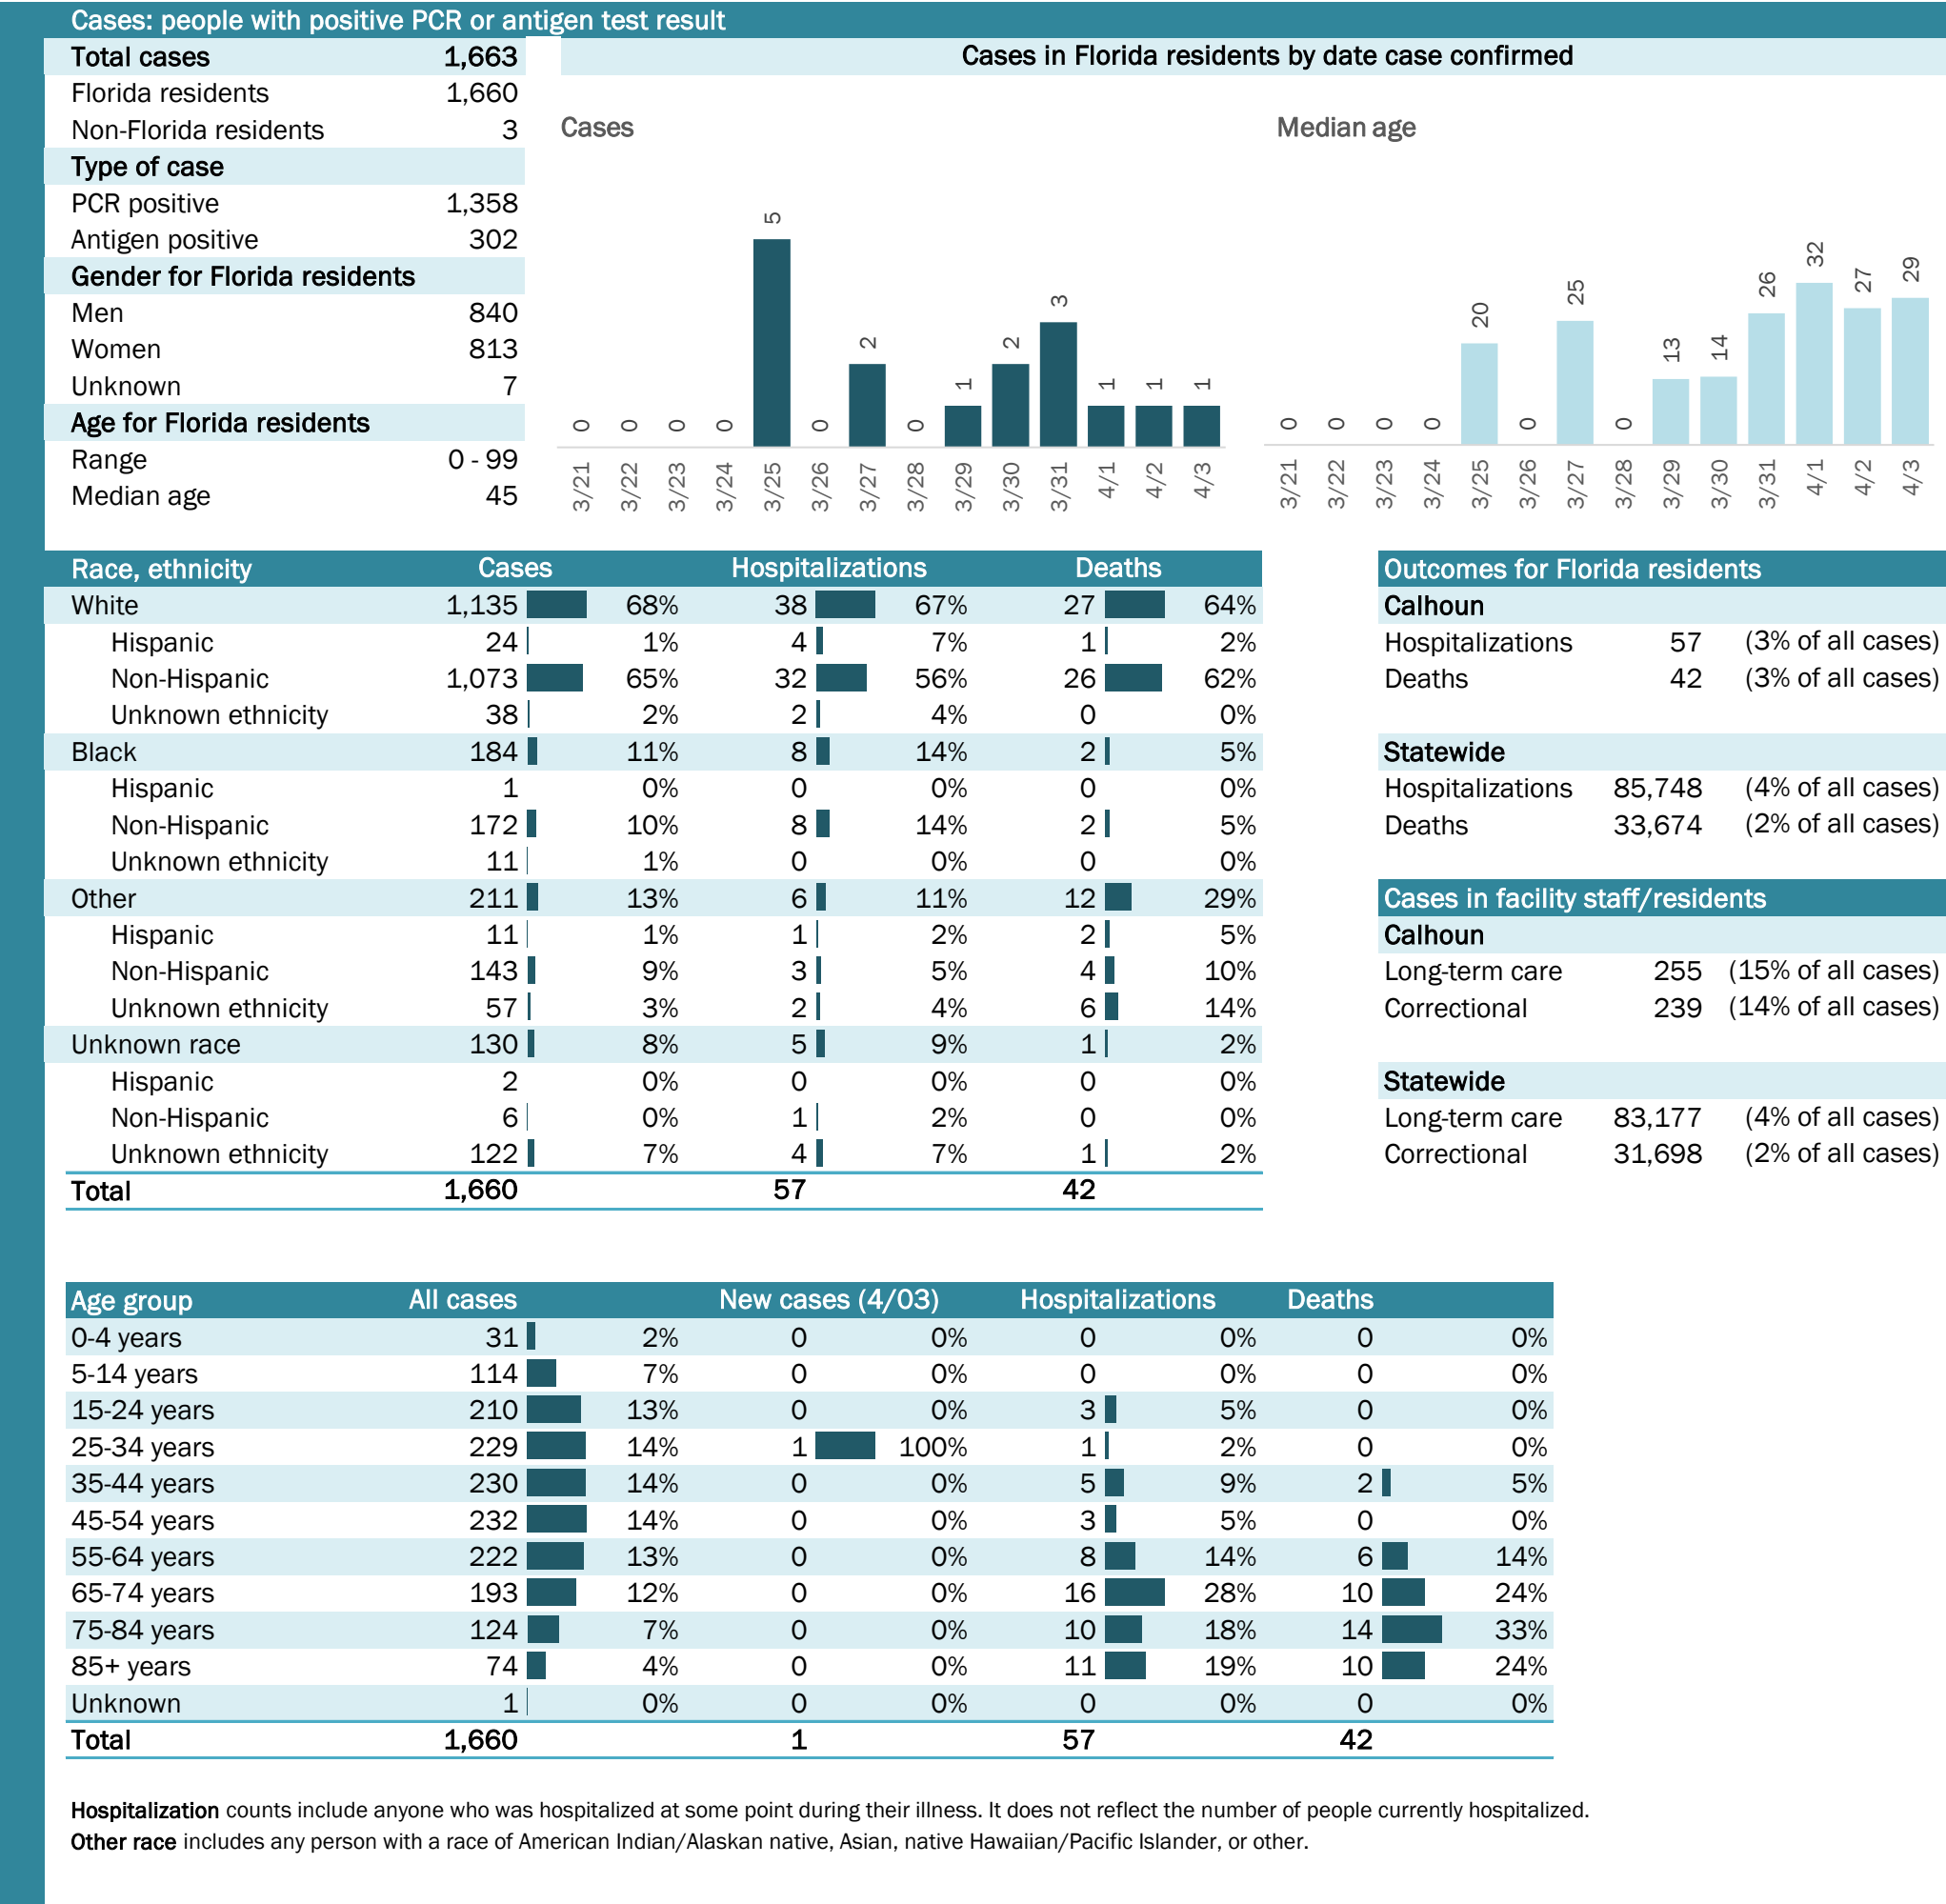 Cases: people with positive PCR or antigen test result
Total cases 1,663
Florida residents 1,660
Non-Florida residents 3
Type of case
PCR positive 1,358
Antigen positive 302
Gender for Florida residents
Men 840
Women 813
Unknown 7
Age for Florida residents
Range 0 - 99
Median age 45
Cases in Florida residents by date case confirmed
Cases
0 0 0 0 5 0 2 0 1 2 3 1 1 1
3/21 3/22 3/23 3/24 3/25 3/26 3/27 3/28 3/29 3/30 3/31 4/1 4/2 4/3
Median age
0 0 0 0 20 0 25 0 13 14 26 32 27 29
3/21 3/22 3/23 3/24 3/25 3/26 3/27 3/28 3/29 3/30 3/31 4/1 4/2 4/3
Race, ethnicity Cases Hospitalizations Deaths
White 1,135 68% 38 67% 27 64%
Hispanic 24 1% 4 7% 1 2%
Non-Hispanic 1,073 65% 32 56% 26 62%
Unknown ethnicity 38 2% 2 4% 0 0%
Black 184 11% 8 14% 2 5%
Hispanic 1 0% 0 0% 0 0%
Non-Hispanic 172 10% 8 14% 2 5%
Unknown ethnicity 11 1% 0 0% 0 0%
Other 211 13% 6 11% 12 29%
Hispanic 11 1% 1 2% 2 5%
Non-Hispanic 143 9% 3 5% 4 10%
Unknown ethnicity 57 3% 2 4% 6 14%
Unknown race 130 8% 5 9% 1 2%
Hispanic 2 0% 0 0% 0 0%
Non-Hispanic 6 0% 1 2% 0 0%
Unknown ethnicity 122 7% 4 7% 1 2%
Total 1,660 57 42
Outcomes for Florida residents
Calhoun
Hospitalizations 57 (3% of all cases)
Deaths 42 (3% of all cases)
Statewide
Hospitalizations 85,748 (4% of all cases)
Deaths 33,674 (2% of all cases)
Cases in facility staff/residents
Calhoun
Long-term care 255 (15% of all cases)
Correctional 239 (14% of all cases)
Statewide
Long-term care 83,177 (4% of all cases)
Correctional 31,698 (2% of all cases)
Age group All cases New cases (4/03) Hospitalizations Deaths
0-4 years 31 2% 0 0% 0 0% 0 0%
5-14 years 114 7% 0 0% 0 0% 0 0%
15-24 years 210 13% 0 0% 3 5% 0 0%
25-34 years 229 14% 1 100% 1 2% 0 0%
35-44 years 230 14% 0 0% 5 9% 2 5%
45-54 years 232 14% 0 0% 3 5% 0 0%
55-64 years 222 13% 0 0% 8 14% 6 14%
65-74 years 193 12% 0 0% 16 28% 10 24%
75-84 years 124 7% 0 0% 10 18% 14 33%
85+ years 74 4% 0 0% 11 19% 10 24%
Unknown 1 0% 0 0% 0 0% 0 0%
Total 1,660 1 57 42
Hospitalization counts include anyone who was hospitalized at some point during their illness. It does not reflect the number of people currently hospitalized.
Other race includes any person with a race of American Indian/Alaskan native, Asian, native Hawaiian/Pacific Islander, or other.